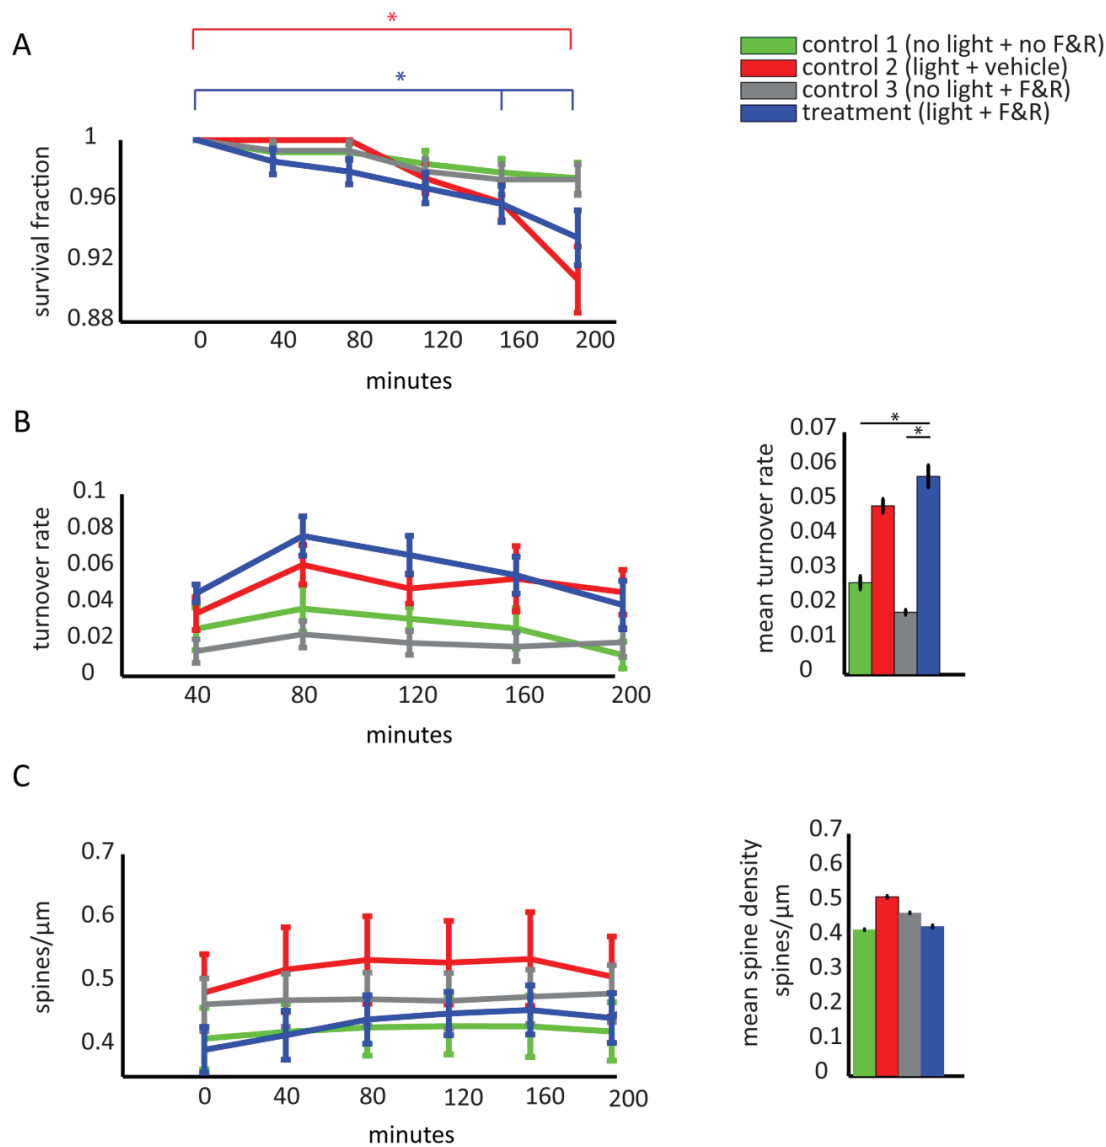 A
*
*
control 1 (no light + no F&R)
control 2 (light + vehicle)
control 3 (no light + F&R)
treatment (light + F&R)
survival fraction
1
0.96
0.92
0.88
0 40 80 120 160 200
minutes
B
turnover rate
0.1
0.08
0.06
0.04
0.02
0
40 80 120 160 200
minutes
mean turnover rate
0.07
0.06
0.05
0.04
0.03
0.02
0.01
0
*
*
C
spines/µm
0.7
0.6
0.5
0.4
0 40 80 120 160 200
minutes
mean spine density
spines/µm
0.7
0.6
0.5
0.4
0.3
0.2
0.1
0